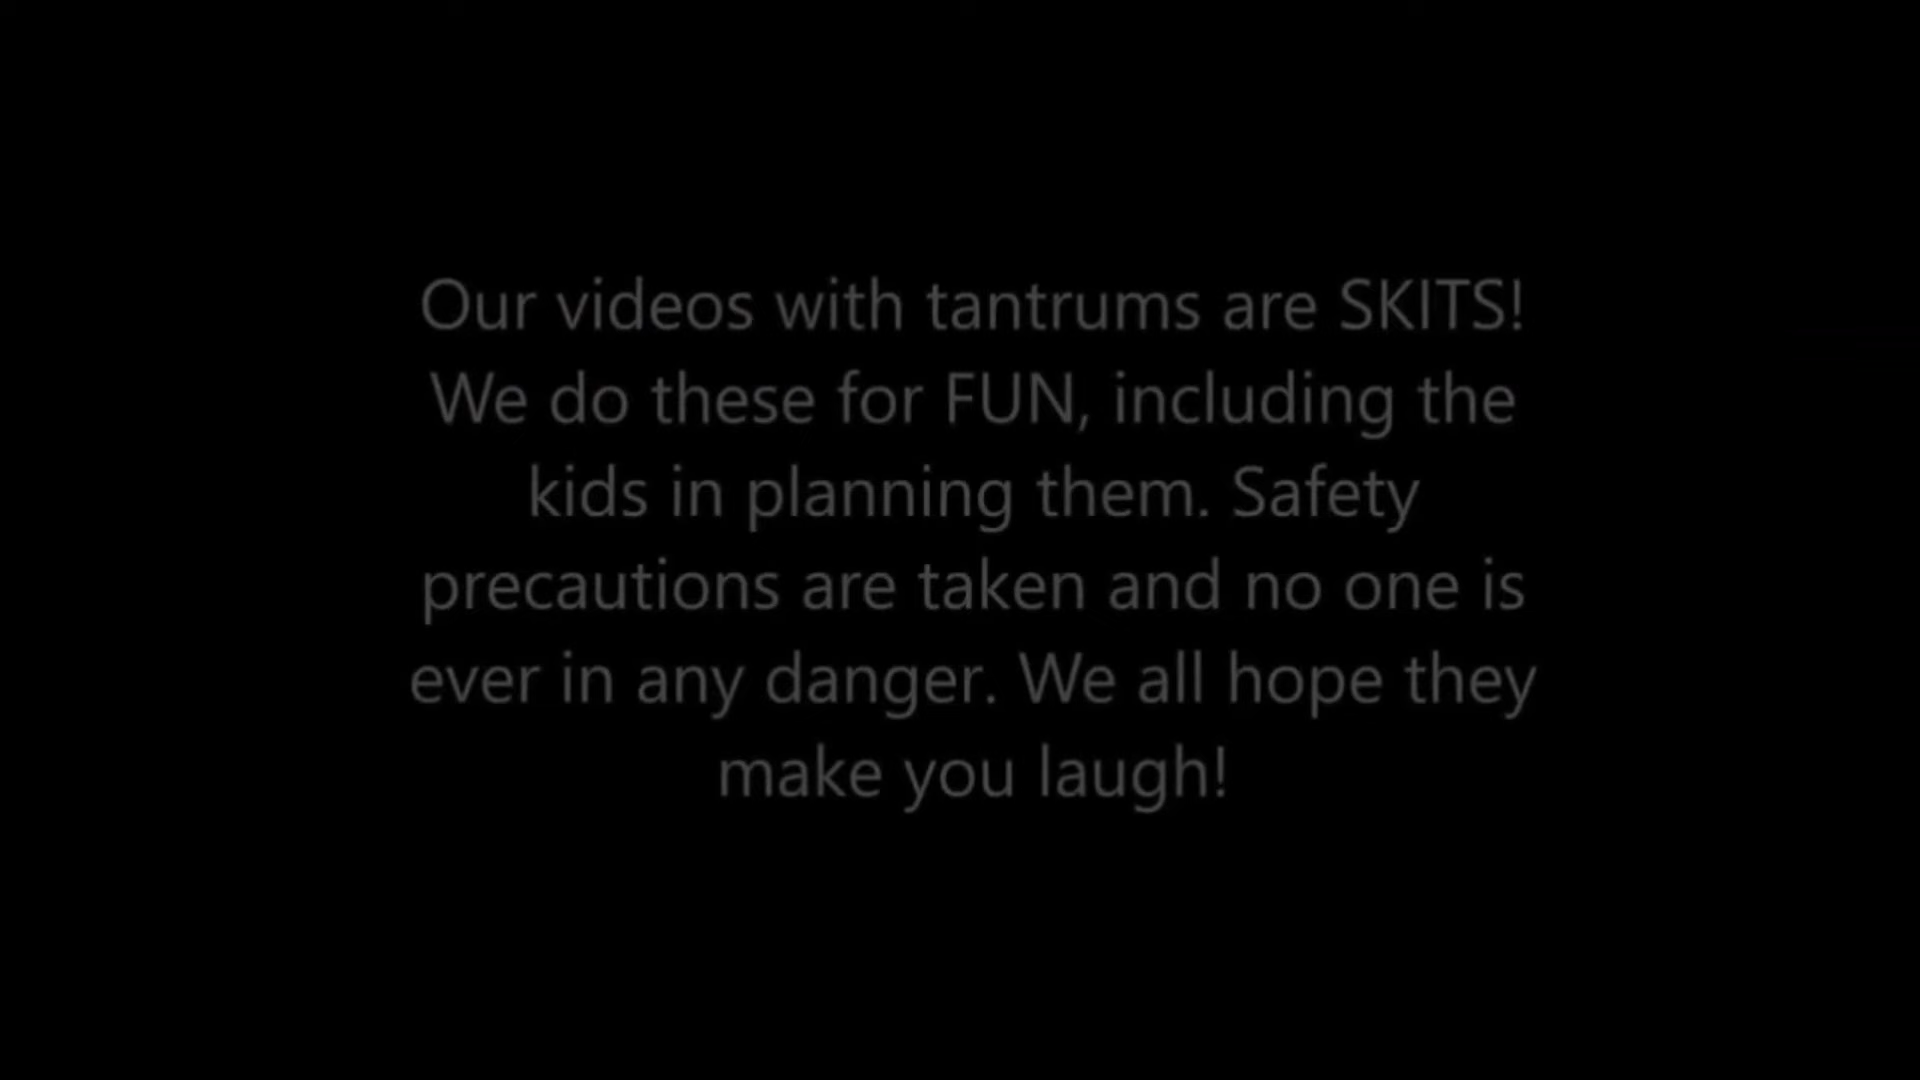 Our videos with tantrums are SKITS!
We do these for FUN, including the
kids in planning them. Safety
precautions are taken and no one is
ever in any danger. We all hope they
make you laugh!